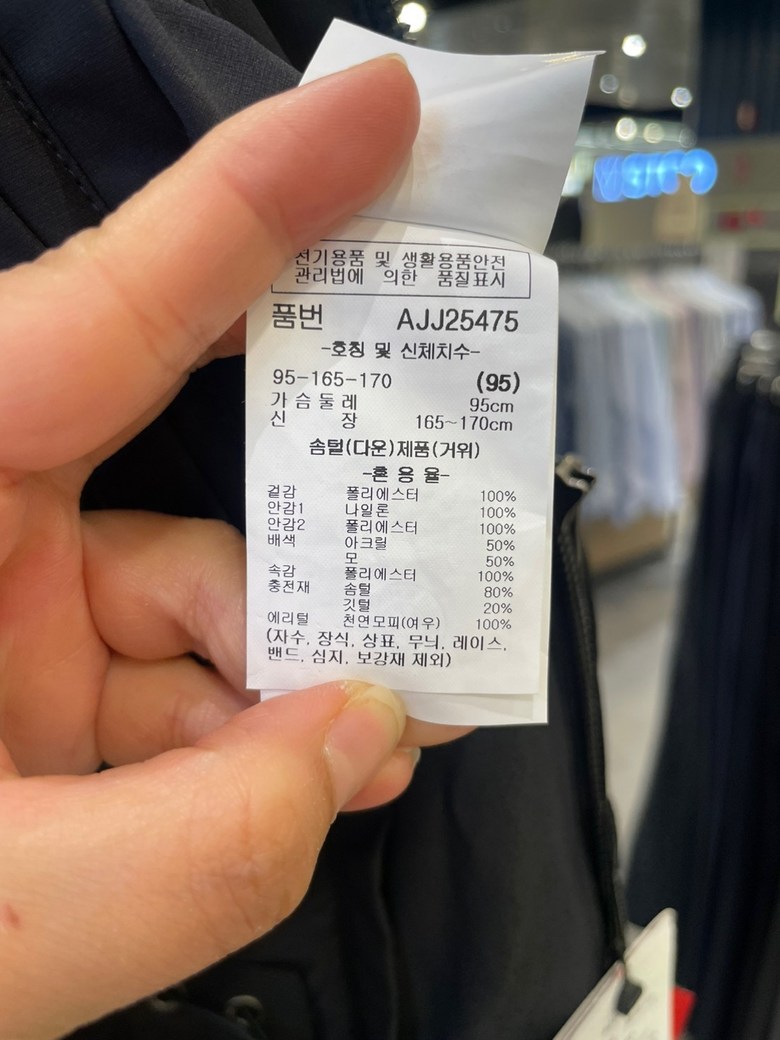 전기용품 및 생활용품안전
관리법에 의한 품질표시
품번 AJJ25475
-호칭 및 신체치수-
95-165-170 (95)
가슴둘레 95cm
신장 165~170cm
솜털(다운)제품(거위)
-혼용율-
겉감 폴리에스터 100%
안감1 나일론 100%
안감2 폴리에스터 100%
배색 아크릴 50%
모 50%
속감 폴리에스터 100%
충전재 솜털 80%
깃털 20%
에리털 천연모피(여우) 100%
(자수, 장식, 상표, 무늬, 레이스,
밴드, 심지, 보강재 제외)